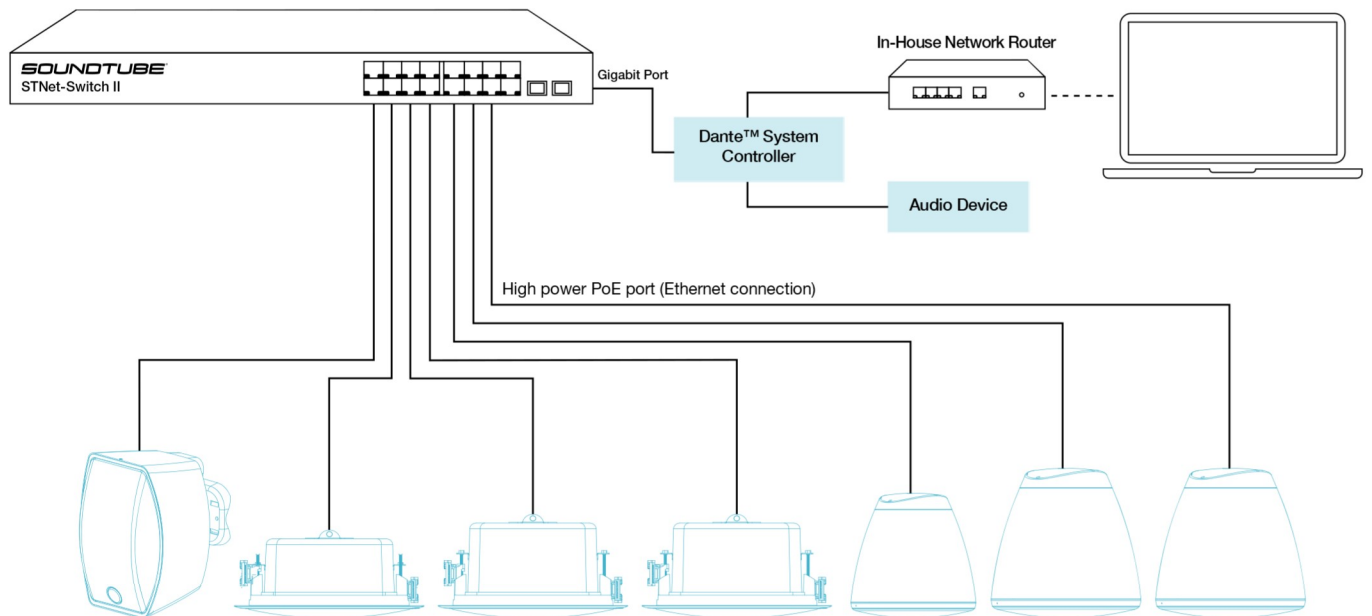 SOUNDTUBE
STNet-Switch II
Gigabit Port
In-House Network Router
Dante™ System
Controller
Audio Device
High power PoE port (Ethernet connection)